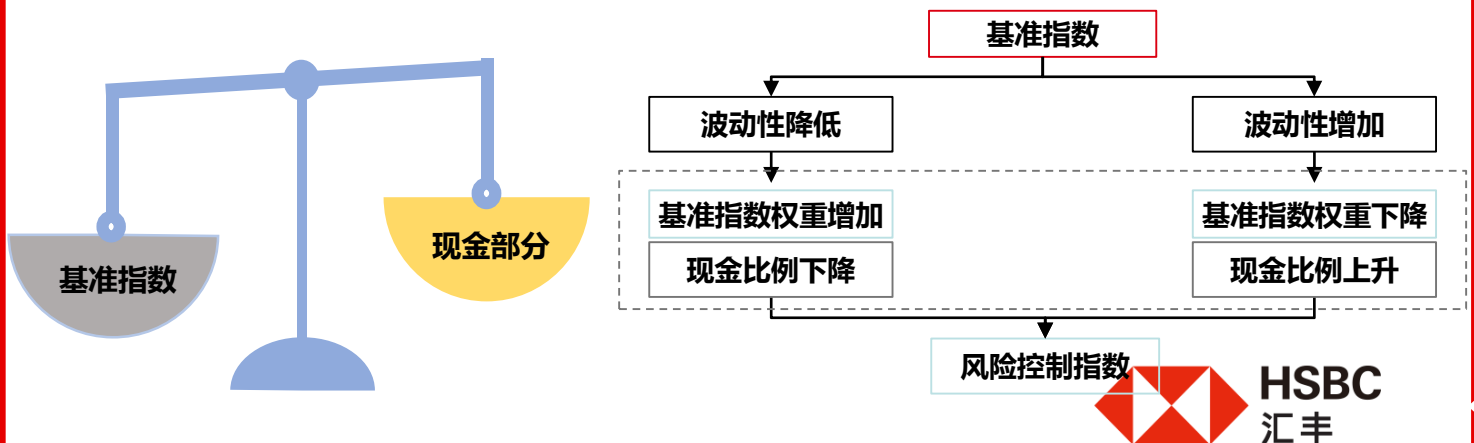 基准指数
现金部分
基准指数
波动性降低
波动性增加
基准指数权重增加
基准指数权重下降
现金比例下降
现金比例上升
风险控制指数
HSBC
汇丰